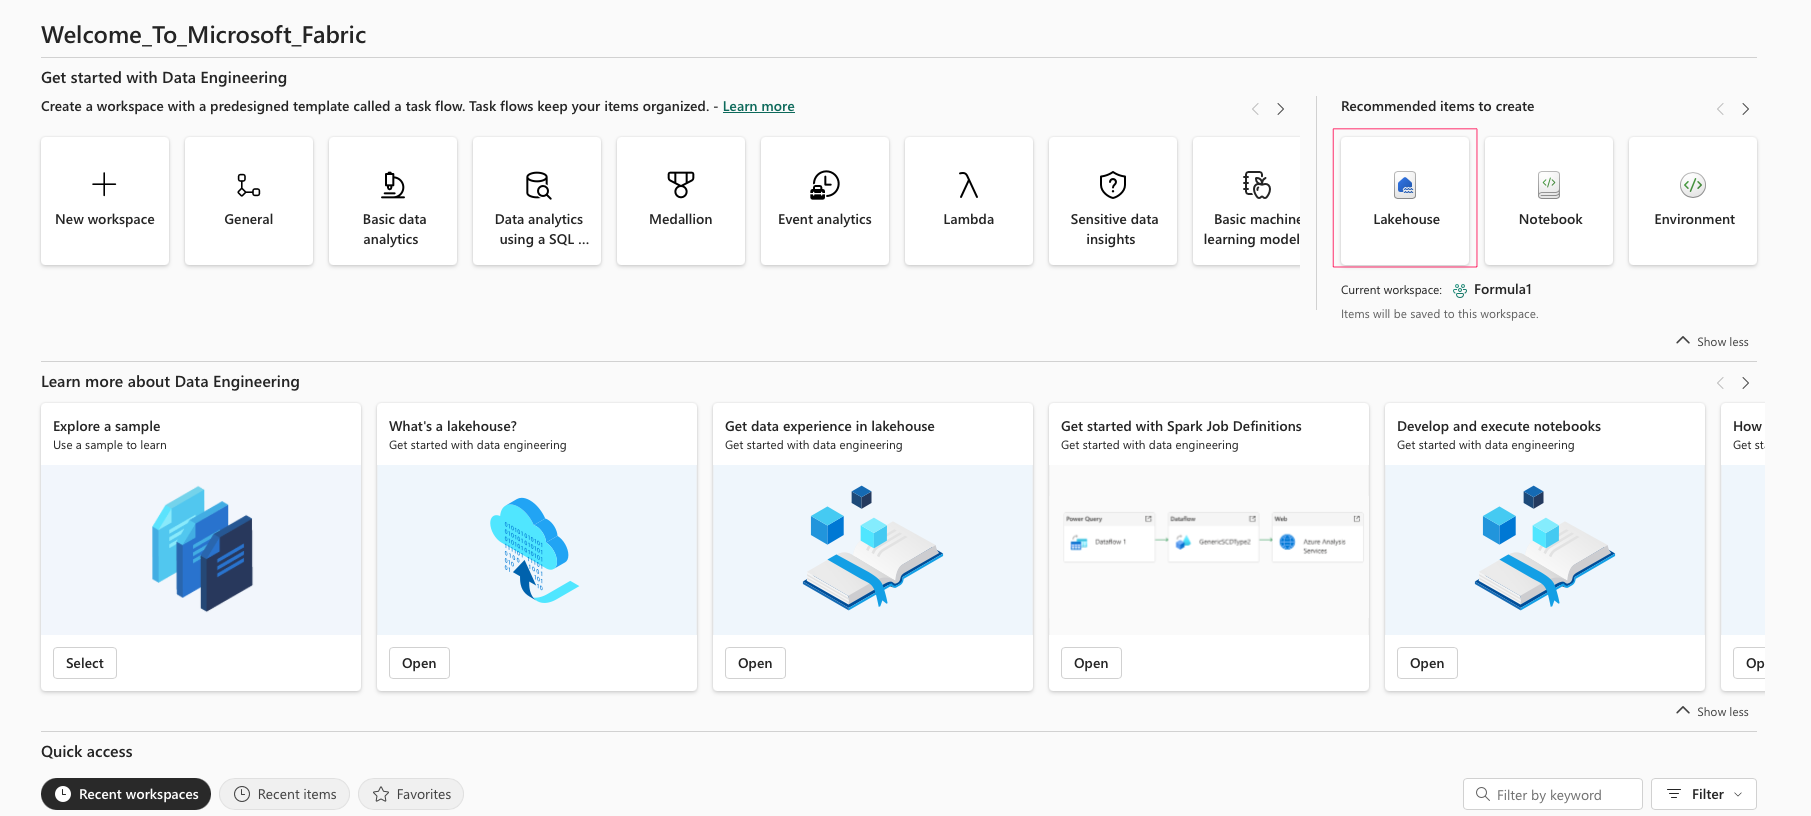 Welcome_To_Microsoft_Fabric
Get started with Data Engineering
Create a workspace with a predesigned template called a task flow. Task flows keep your items organized. - Learn more
Recommended items to create
New workspace
General
Basic data
analytics
Data analytics
using a SQL ...
Medallion
Event analytics
Lambda
Sensitive data
insights
Basic machine
learning model
Lakehouse
Notebook
Environment
Current workspace: Formula1
Items will be saved to this workspace.
Show less
Learn more about Data Engineering
Explore a sample
Use a sample to learn
Select
What's a lakehouse?
Get started with data engineering
Open
Get data experience in lakehouse
Get started with data engineering
Open
Get started with Spark Job Definitions
Get started with data engineering
Power Query
Dataflow 1
Dataflow
GenericSCDType2
Web
Azure Analysis
Services
Open
Develop and execute notebooks
Get started with data engineering
Open
How
Get st
Op
Show less
Quick access
Recent workspaces
Recent items
Favorites
Filter by keyword
Filter